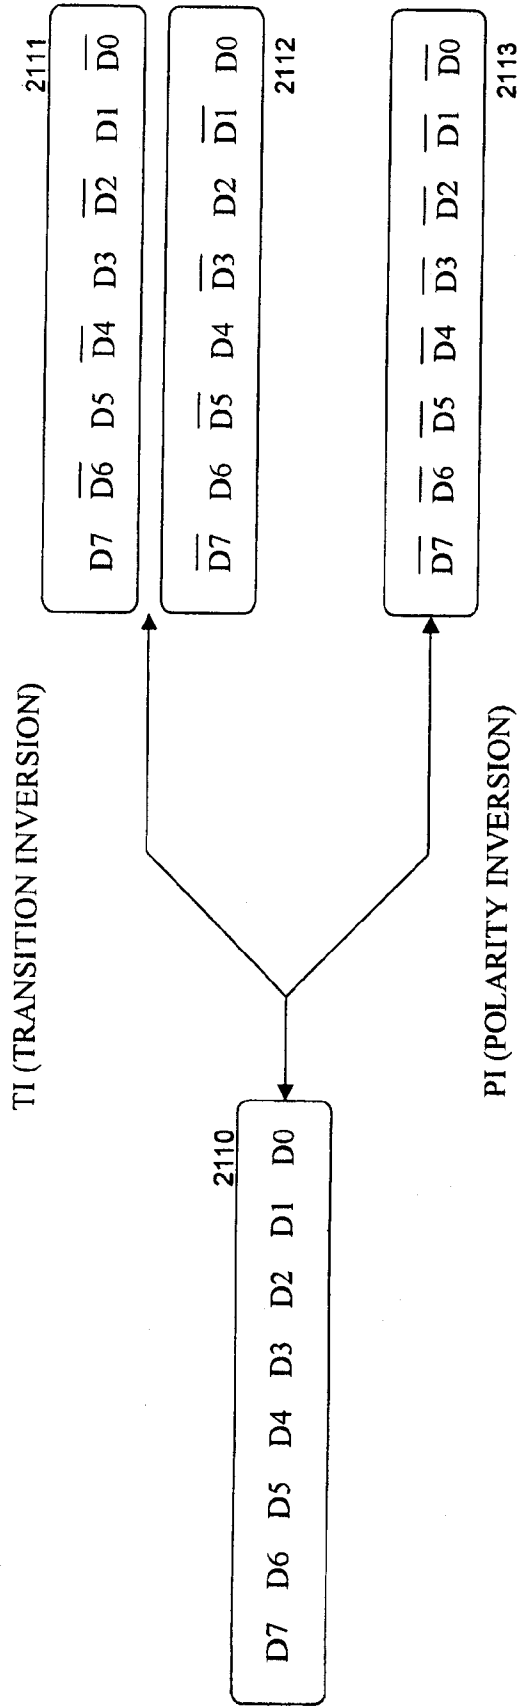 TI (TRANSITION INVERSION)
2111
D7 D̅6̅ D5 D̅4̅ D3 D̅2̅ D1 D̅0̅
D̅7̅ D6 D̅5̅ D4 D̅3̅ D2 D̅1̅ D0
2112
2110
D7 D6 D5 D4 D3 D2 D1 D0
D̅7̅ D̅6̅ D̅5̅ D̅4̅ D̅3̅ D̅2̅ D̅1̅ D̅0̅
2113
PI (POLARITY INVERSION)